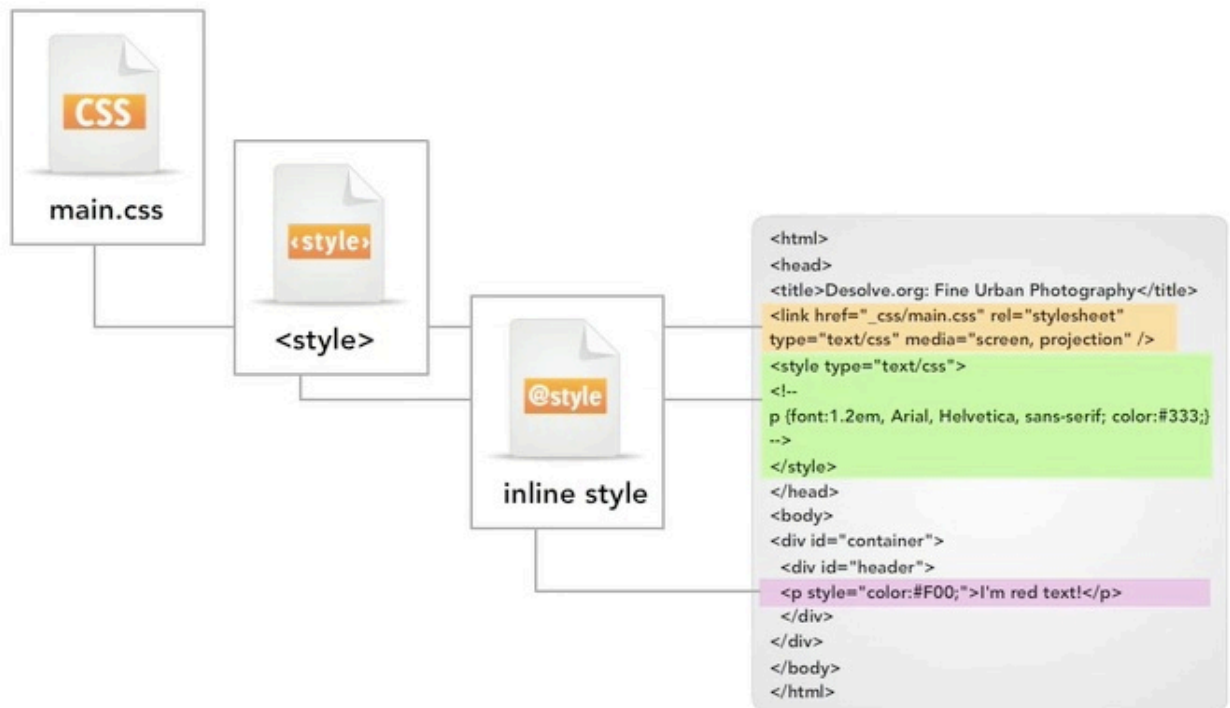 CSS
main.css
<style>
<style>
@style
inline style
<html>
<head>
<title>Desolve.org: Fine Urban Photography</title>
<link href="_css/main.css" rel="stylesheet"
type="text/css" media="screen, projection" />
<style type="text/css">
<!--
p {font:1.2em, Arial, Helvetica, sans-serif; color:#333;}
-->
</style>
</head>
<body>
<div id="container">
<div id="header">
<p style="color:#F00;">I'm red text!</p>
</div>
</div>
</body>
</html>